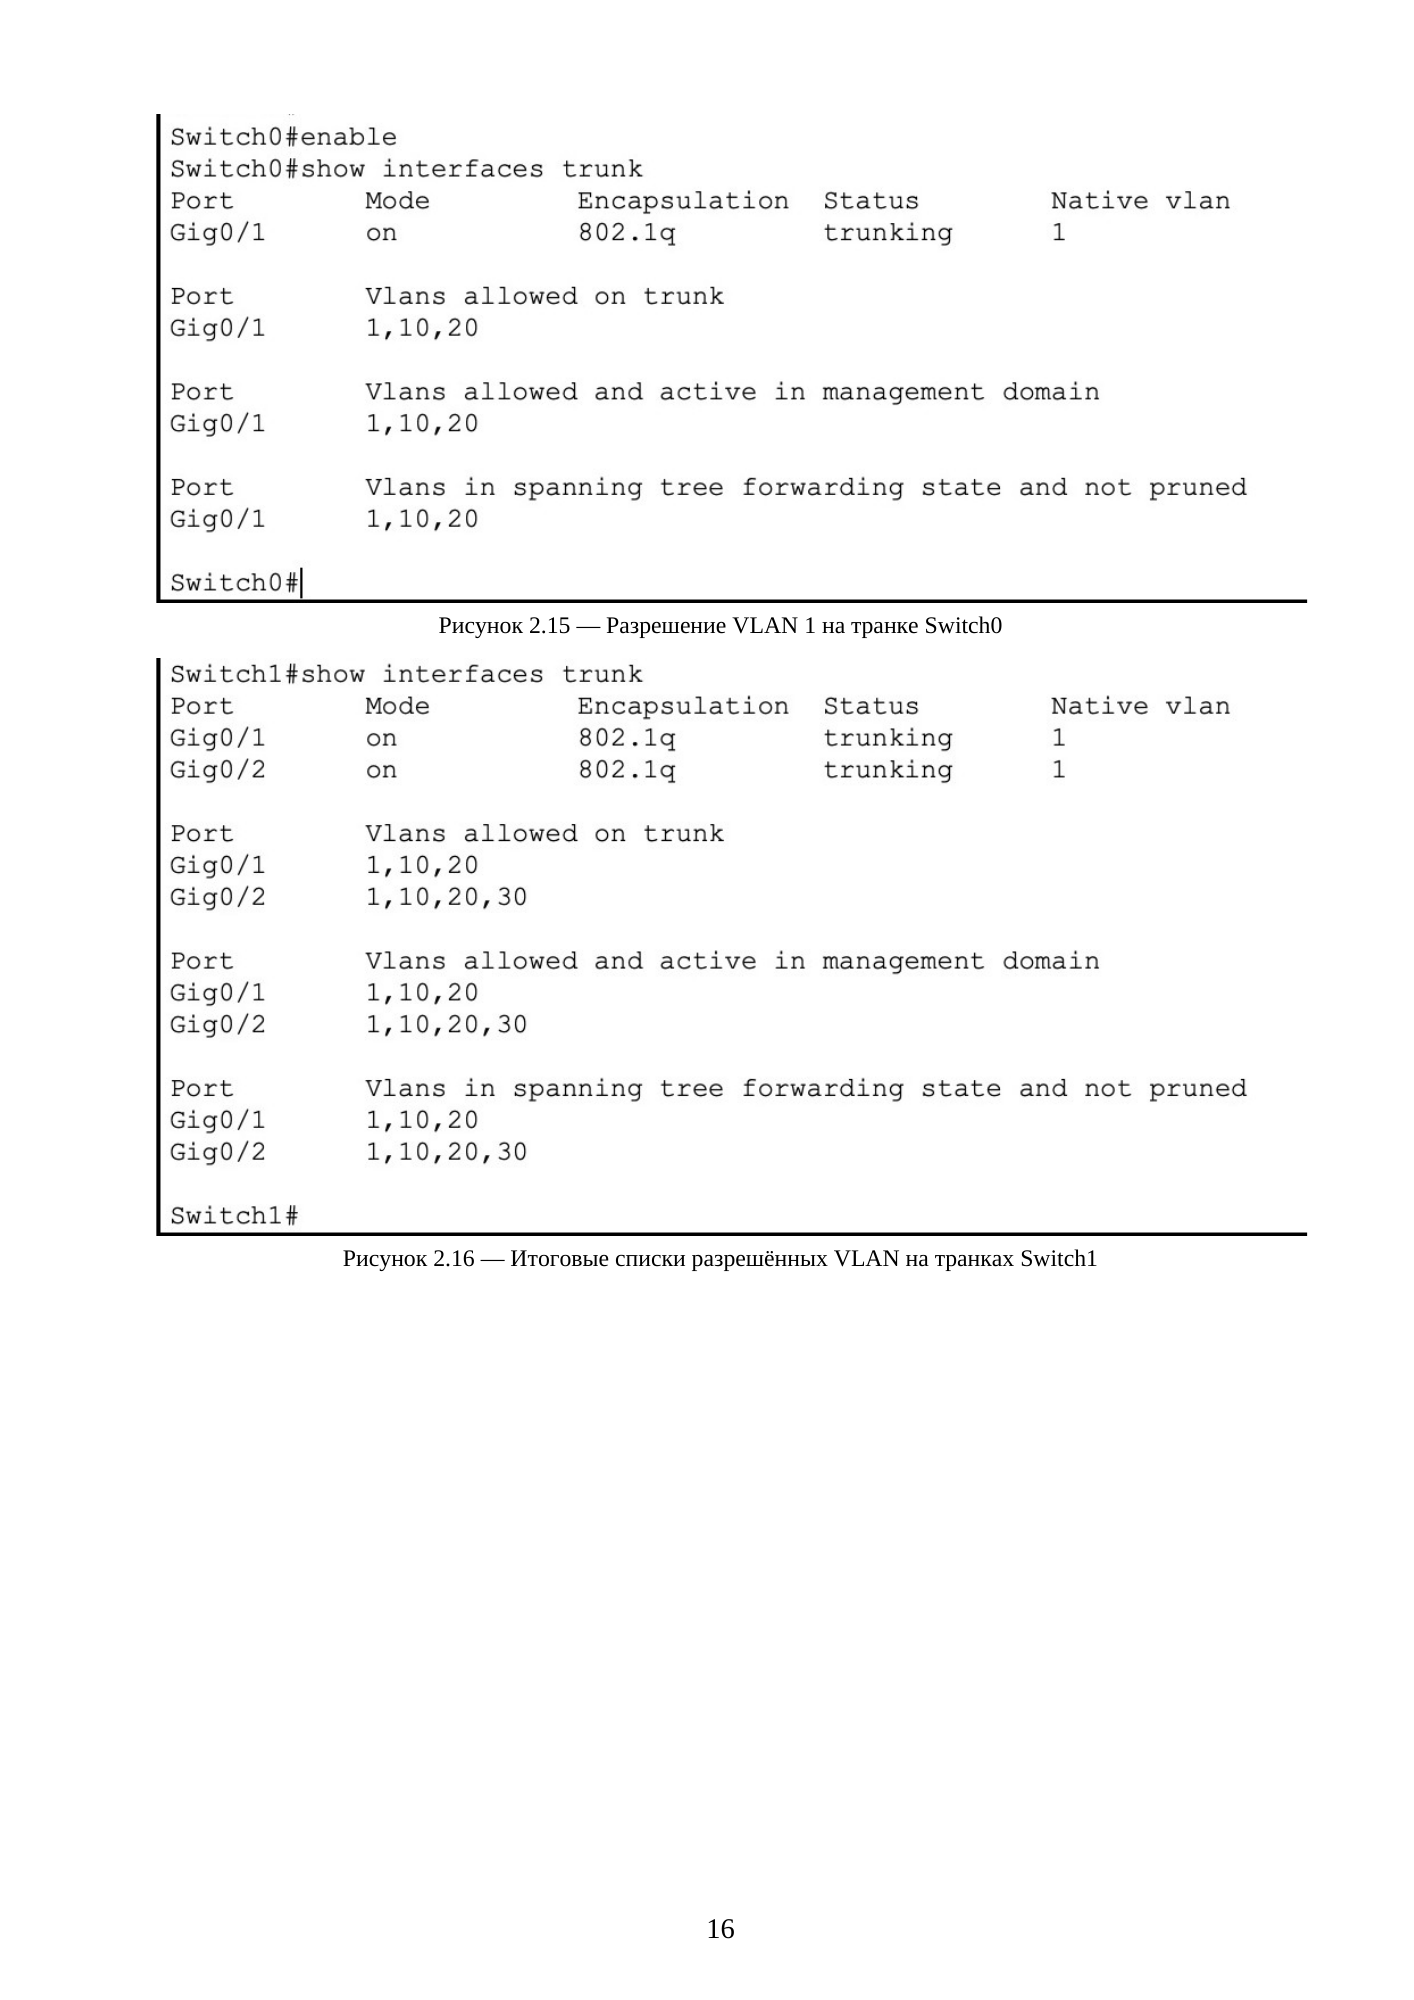 Switch0#enable
Switch0#show interfaces trunk
Port Mode Encapsulation Status Native vlan
Gig0/1 on 802.1q trunking 1
Port Vlans allowed on trunk
Gig0/1 1,10,20
Port Vlans allowed and active in management domain
Gig0/1 1,10,20
Port Vlans in spanning tree forwarding state and not pruned
Gig0/1 1,10,20
Switch0#
Рисунок 2.15 — Разрешение VLAN 1 на транке Switch0
Switch1#show interfaces trunk
Port Mode Encapsulation Status Native vlan
Gig0/1 on 802.1q trunking 1
Gig0/2 on 802.1q trunking 1
Port Vlans allowed on trunk
Gig0/1 1,10,20
Gig0/2 1,10,20,30
Port Vlans allowed and active in management domain
Gig0/1 1,10,20
Gig0/2 1,10,20,30
Port Vlans in spanning tree forwarding state and not pruned
Gig0/1 1,10,20
Gig0/2 1,10,20,30
Switch1#
Рисунок 2.16 — Итоговые списки разрешённых VLAN на транках Switch1
16